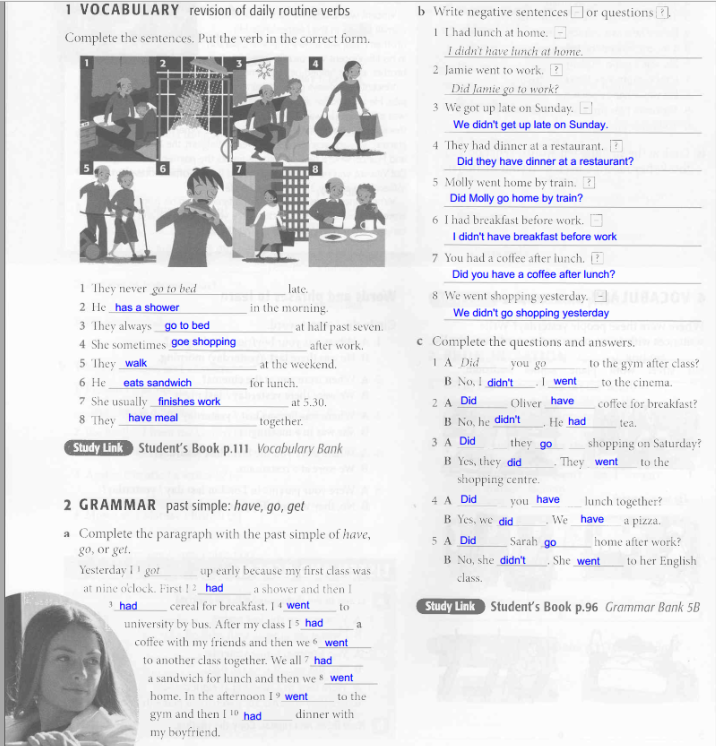 1 VOCABULARY revision of daily routine verbs
Complete the sentences. Put the verb in the correct form.
1 2 3 4
5 6 7 8
1 They never go to bed late.
2 He has a shower in the morning.
3 They always go to bed at half past seven.
4 She sometimes goe shopping after work.
5 They walk at the weekend.
6 He eats sandwich for lunch.
7 She usually finishes work at 5.30.
8 They have meal together.
Study Link Student's Book p.111 Vocabulary Bank
2 GRAMMAR past simple: have, go, get
a Complete the paragraph with the past simple of have,
go, or get.
Yesterday I 1 got up early because my first class was
at nine o'clock. First I 2 had a shower and then I
3 had cereal for breakfast. I 4 went to
university by bus. After my class I 5 had a
coffee with my friends and then we 6 went
to another class together. We all 7 had
a sandwich for lunch and then we 8 went
home. In the afternoon I 9 went to the
gym and then I 10 had dinner with
my boyfriend.
b Write negative sentences - or questions ?.
1 I had lunch at home. -
I didn't have lunch at home.
2 Jamie went to work. ?
Did Jamie go to work?
3 We got up late on Sunday. -
We didn't get up late on Sunday.
4 They had dinner at a restaurant. ?
Did they have dinner at a restaurant?
5 Molly went home by train. ?
Did Molly go home by train?
6 I had breakfast before work. -
I didn't have breakfast before work
7 You had a coffee after lunch. ?
Did you have a coffee after lunch?
8 We went shopping yesterday. -
We didn't go shopping yesterday
c Complete the questions and answers.
1 A Did you go to the gym after class?
B No, I didn't. I went to the cinema.
2 A Did Oliver have coffee for breakfast?
B No, he didn't. He had tea.
3 A Did they go shopping on Saturday?
B Yes, they did. They went to the
shopping centre.
4 A Did you have lunch together?
B Yes, we did. We have a pizza.
5 A Did Sarah go home after work?
B No, she didn't. She went to her English
class.
Study Link Student's Book p.96 Grammar Bank 5B